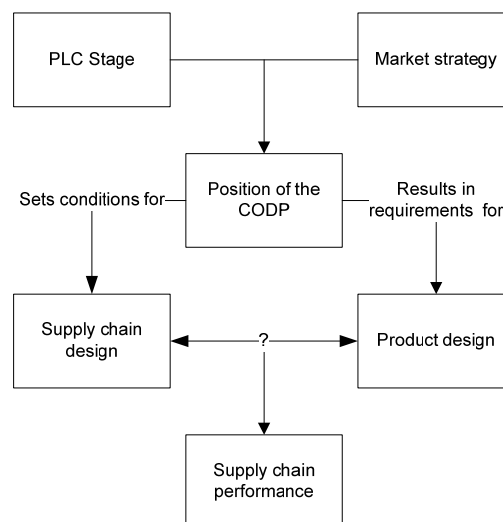 PLC Stage
Market strategy
Position of the
CODP
Sets conditions for
Results in
requirements for
Supply chain
design
?
Product design
Supply chain
performance